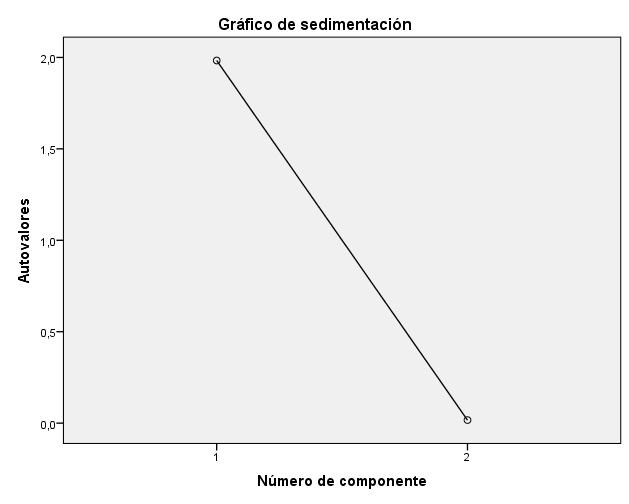 Gráfico de sedimentación
2,0
1,5
1,0
0,5
0,0
Autovalores
1 2
Número de componente